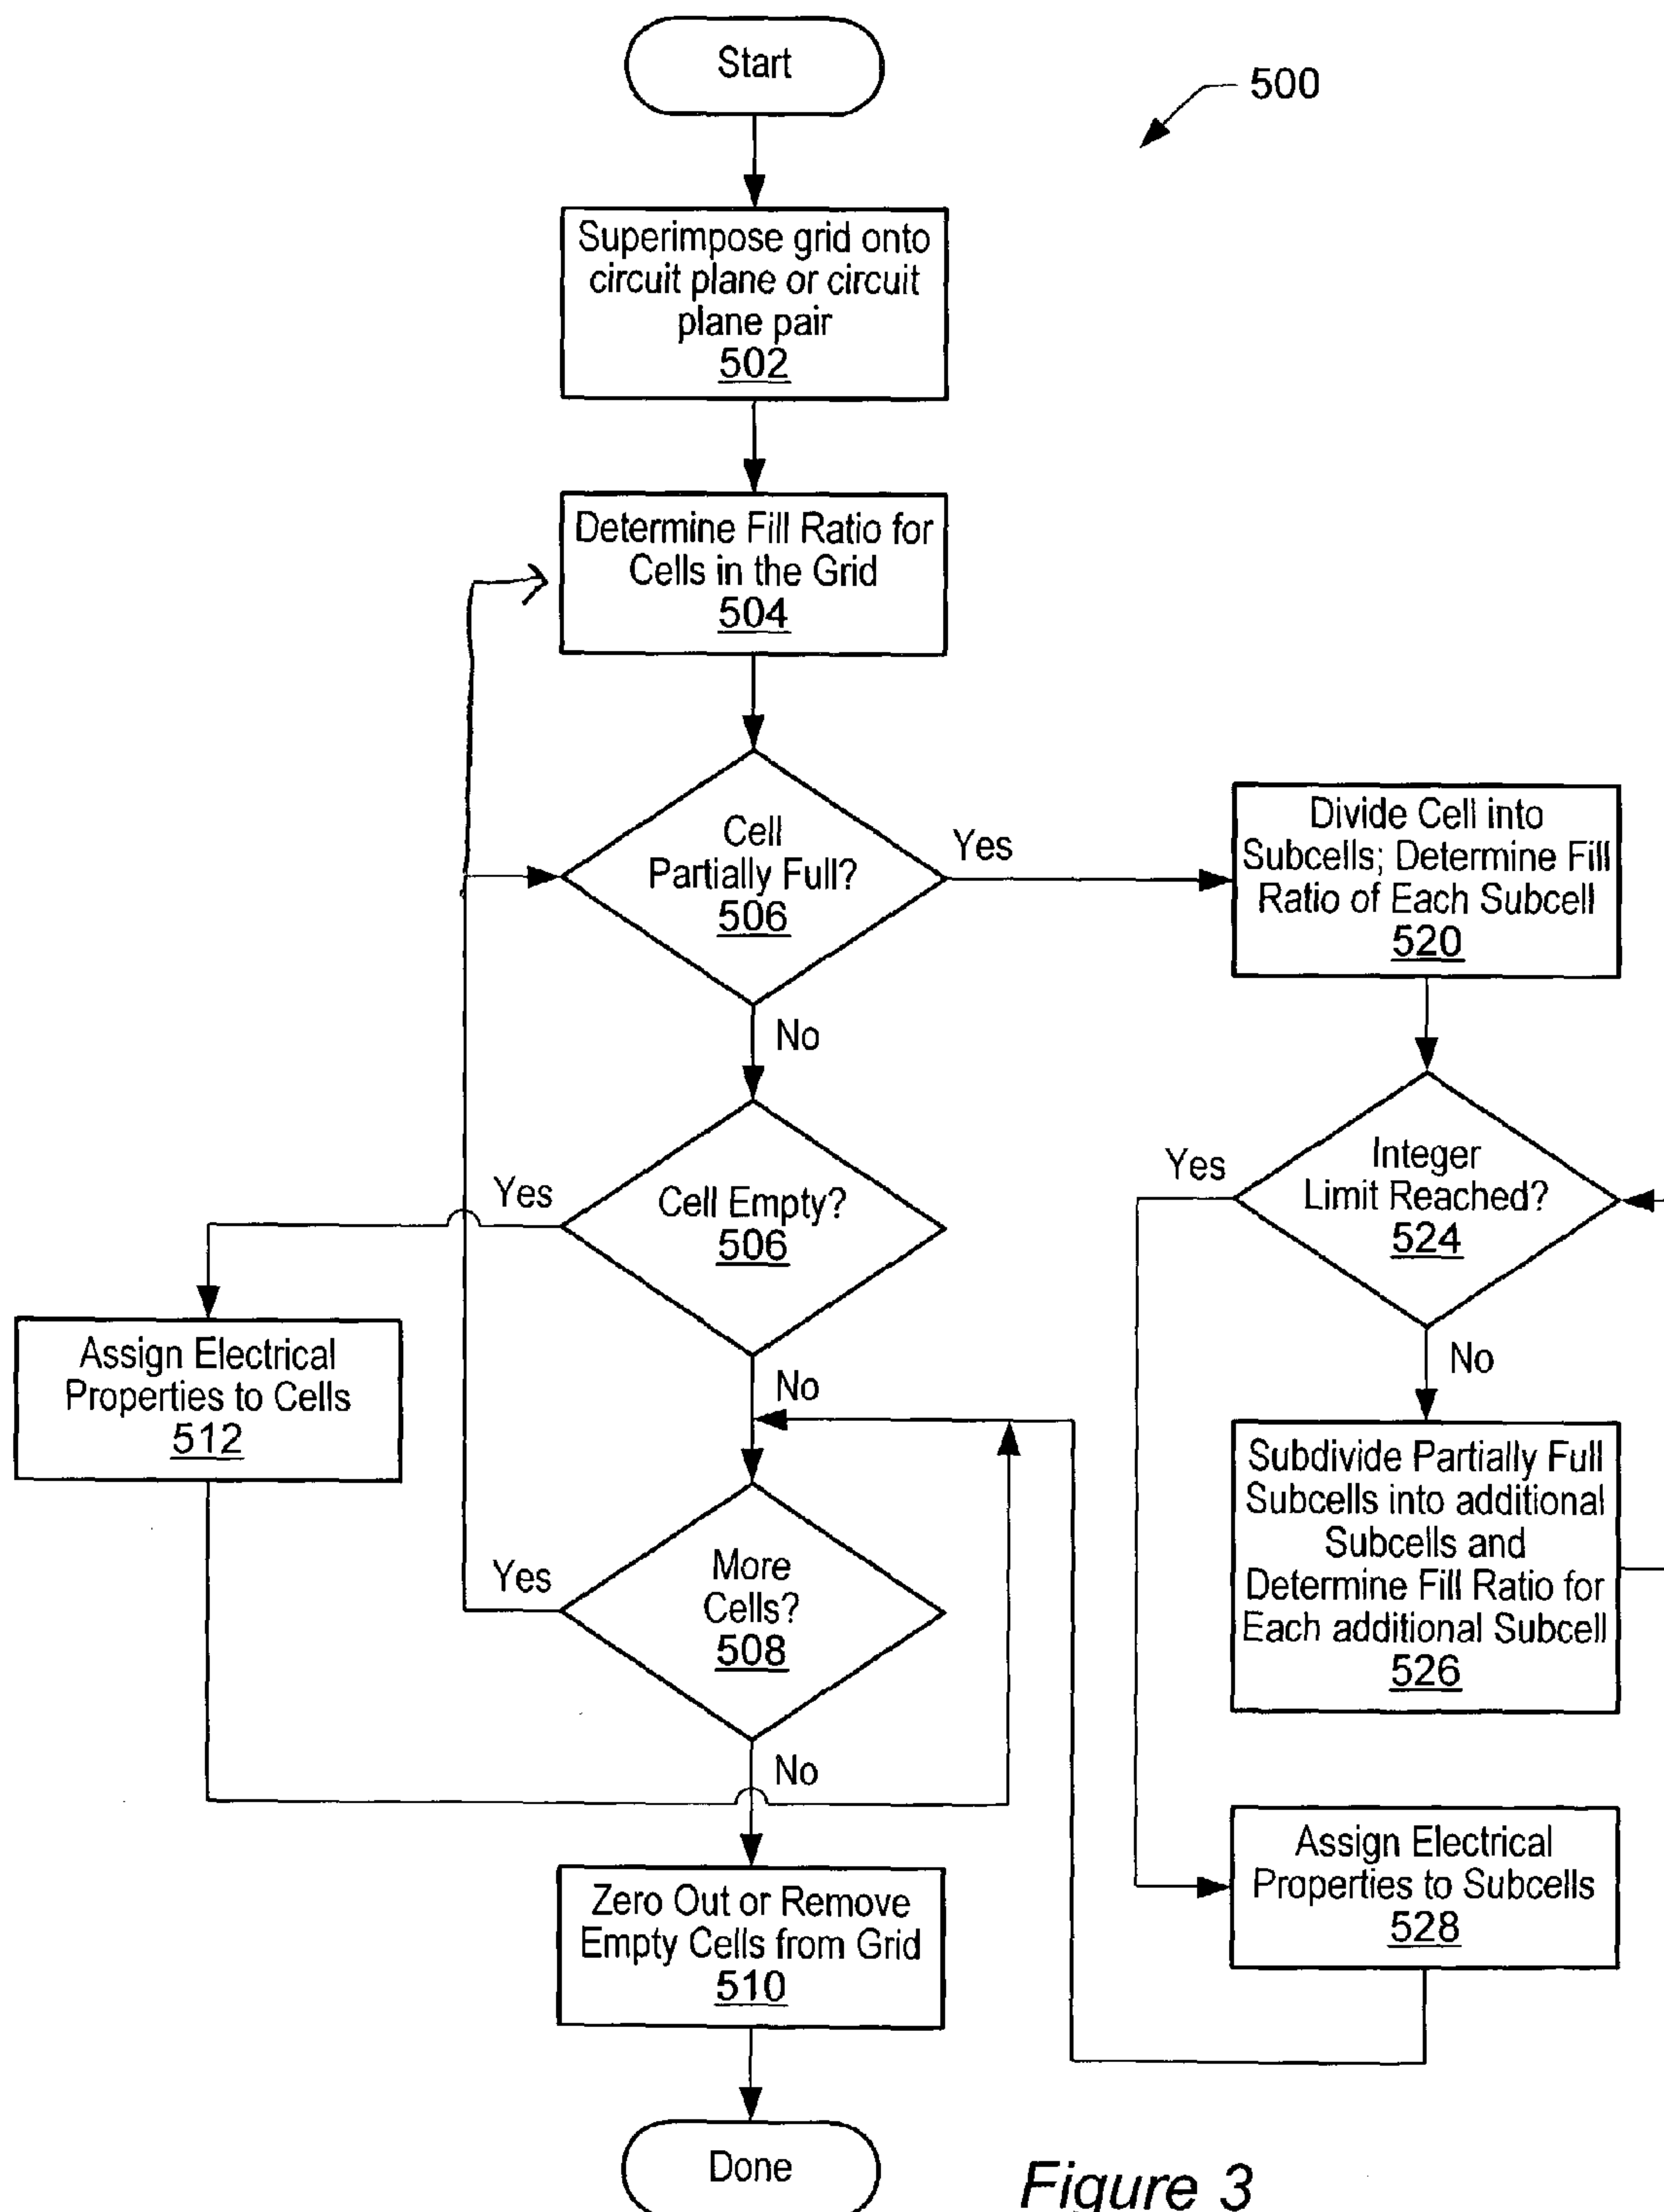 Start
500
Superimpose grid onto
circuit plane or circuit
plane pair
502
Determine Fill Ratio for
Cells in the Grid
504
Cell
Partially Full?
506
Yes
No
Divide Cell into
Subcells; Determine Fill
Ratio of Each Subcell
520
Cell Empty?
506
Yes
No
Integer
Limit Reached?
524
Yes
No
Assign Electrical
Properties to Cells
512
More
Cells?
508
Yes
No
Subdivide Partially Full
Subcells into additional
Subcells and
Determine Fill Ratio for
Each additional Subcell
526
Assign Electrical
Properties to Subcells
528
Zero Out or Remove
Empty Cells from Grid
510
Done
Figure 3